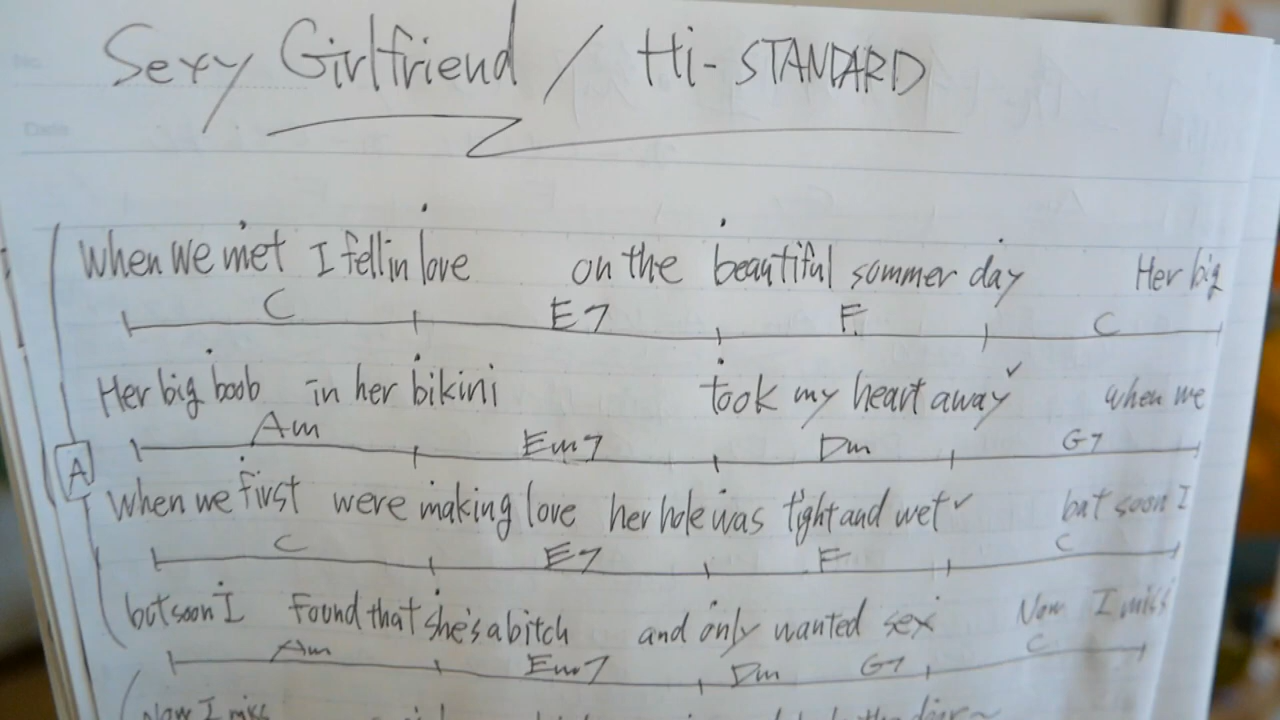 Sexy Girlfriend / Hi-STANDARD
When we met I fell in love on the beautiful summer day Her big
C E7 F C
Her big boob in her bikini took my heart away when we
Am Em7 Dm G7
A
When we first were making love her hole was tight and wet but soon I
C E7 F C
but soon I found that she's a bitch and only wanted sex Now I miss
Am Em7 Dm G7 C
Now I miss